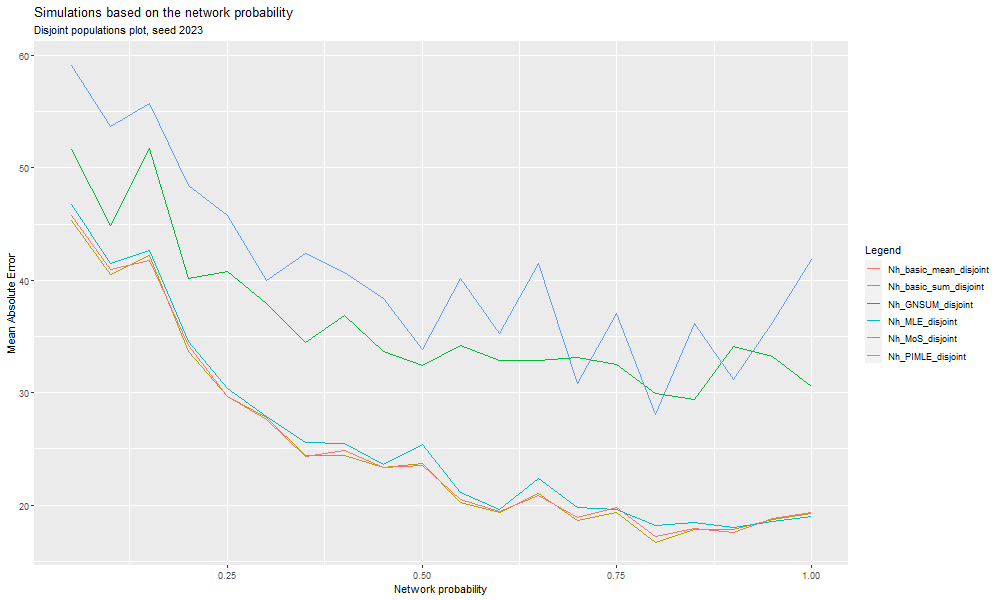 Simulations based on the network probability
Disjoint populations plot, seed 2023
60
50
40
30
20
Mean Absolute Error
0.25 0.50 0.75 1.00
Network probability
Legend
Nh_basic_mean_disjoint
Nh_basic_sum_disjoint
Nh_GNSUM_disjoint
Nh_MLE_disjoint
Nh_MoS_disjoint
Nh_PIMLE_disjoint